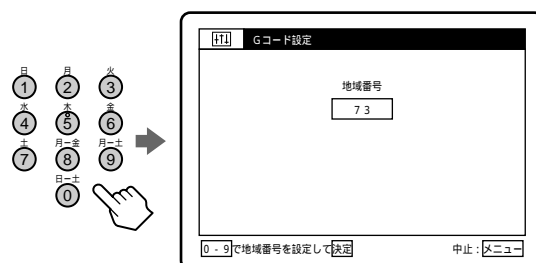 日 月 火
1 2 3
水 木 金
4 5 6
土 月-金 月-土
7 8 9
日-土
0
Gコード設定
地域番号
73
0-9で地域番号を設定して決定 中止:メニュー